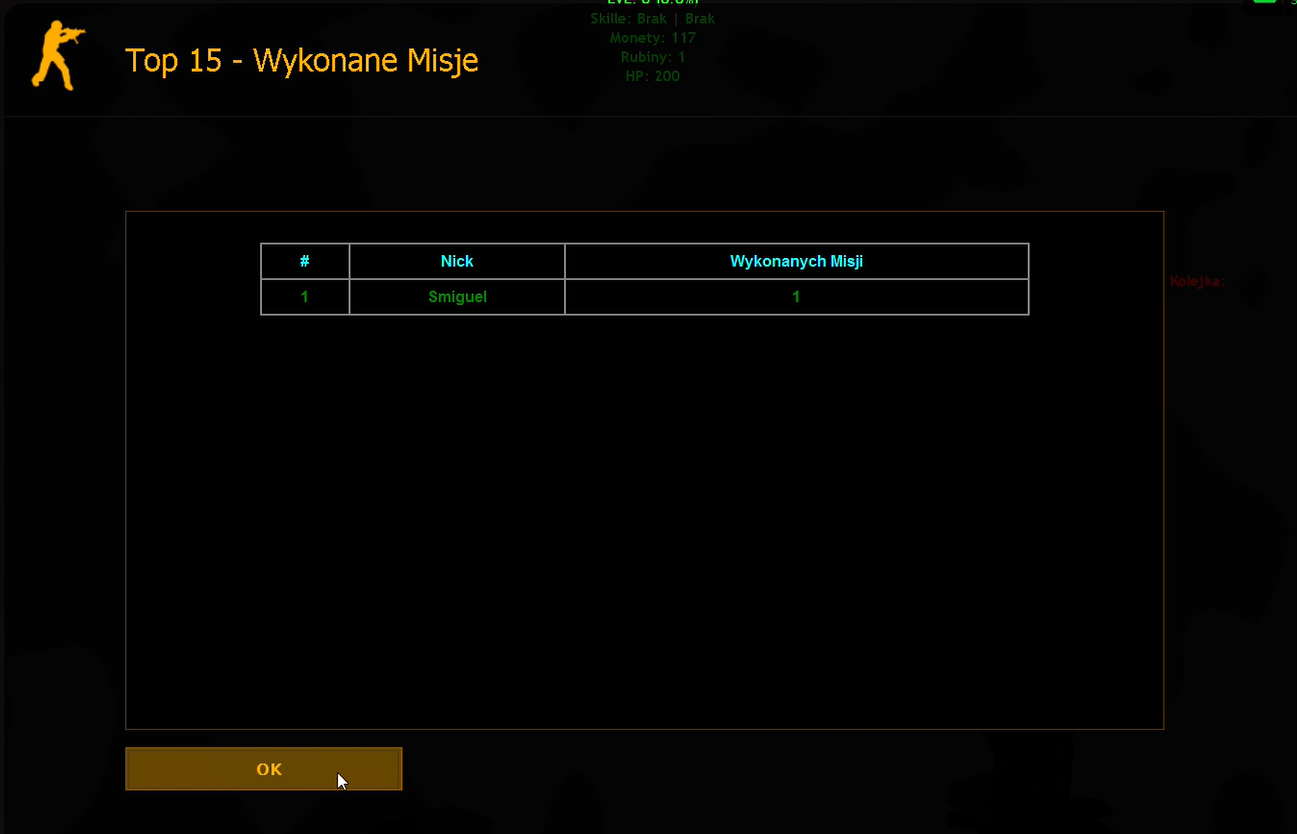 Skille: Brak | Brak
Monety: 117
Rubiny: 1
HP: 200
Top 15 - Wykonane Misje
# Nick Wykonanych Misji
1 Smiguel 1
Kolejka:
OK